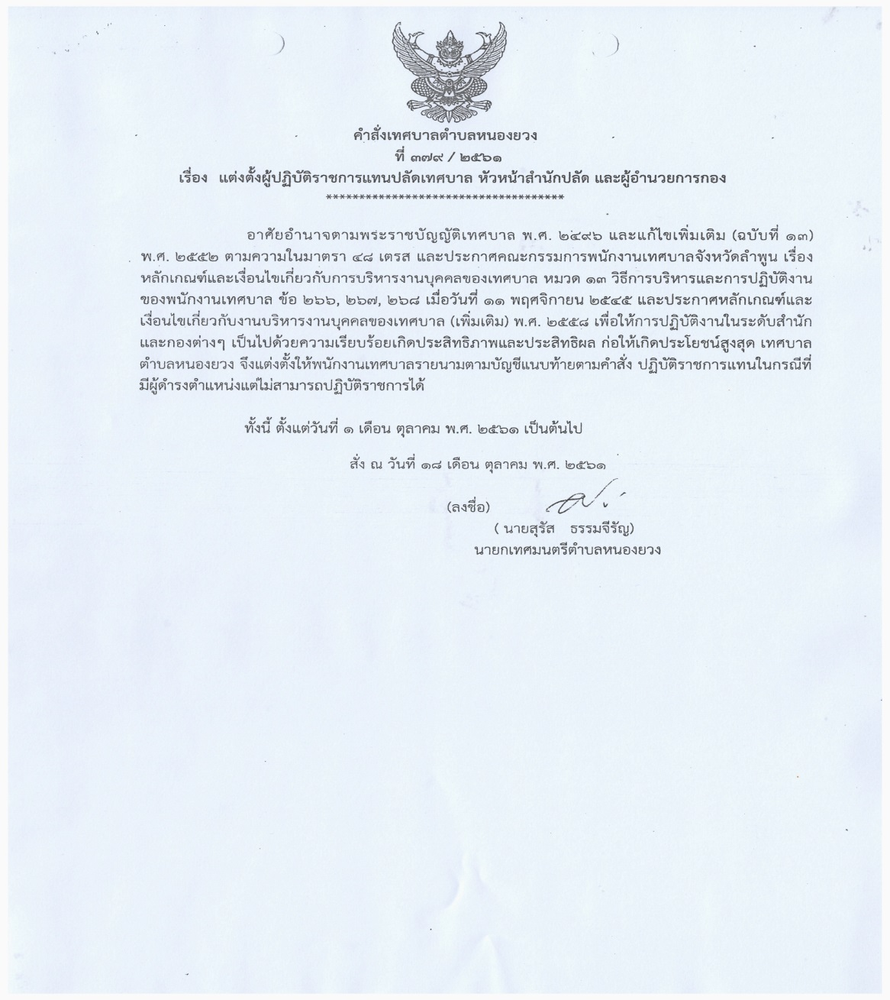 คำสั่งเทศบาลตำบลหนองยวง
ที่ ๓๗๙ / ๒๕๖๑
เรื่อง แต่งตั้งผู้ปฏิบัติราชการแทนปลัดเทศบาล หัวหน้าสำนักปลัด และผู้อำนวยการกอง
************************************
อาศัยอำนาจตามพระราชบัญญัติเทศบาล พ.ศ. ๒๔๙๖ และแก้ไขเพิ่มเติม (ฉบับที่ ๑๓)
พ.ศ. ๒๕๕๒ ตามความในมาตรา ๔๘ เตรส และประกาศคณะกรรมการพนักงานเทศบาลจังหวัดลำพูน เรื่อง
หลักเกณฑ์และเงื่อนไขเกี่ยวกับการบริหารงานบุคคลของเทศบาล หมวด ๑๓ วิธีการบริหารและการปฏิบัติงาน
ของพนักงานเทศบาล ข้อ ๒๖๖, ๒๖๗, ๒๖๘ เมื่อวันที่ ๑๑ พฤศจิกายน ๒๕๔๕ และประกาศหลักเกณฑ์และ
เงื่อนไขเกี่ยวกับงานบริหารงานบุคคลของเทศบาล (เพิ่มเติม) พ.ศ. ๒๕๕๘ เพื่อให้การปฏิบัติงานในระดับสำนัก
และกองต่างๆ เป็นไปด้วยความเรียบร้อยเกิดประสิทธิภาพและประสิทธิผล ก่อให้เกิดประโยชน์สูงสุด เทศบาล
ตำบลหนองยวง จึงแต่งตั้งให้พนักงานเทศบาลรายนามตามบัญชีแนบท้ายตามคำสั่ง ปฏิบัติราชการแทนในกรณีที่
มีผู้ดำรงตำแหน่งแต่ไม่สามารถปฏิบัติราชการได้
ทั้งนี้ ตั้งแต่วันที่ ๑ เดือน ตุลาคม พ.ศ. ๒๕๖๑ เป็นต้นไป
สั่ง ณ วันที่ ๑๘ เดือน ตุลาคม พ.ศ. ๒๕๖๑
(ลงชื่อ)
( นายสุรัส ธรรมจีรัญ)
นายกเทศมนตรีตำบลหนองยวง